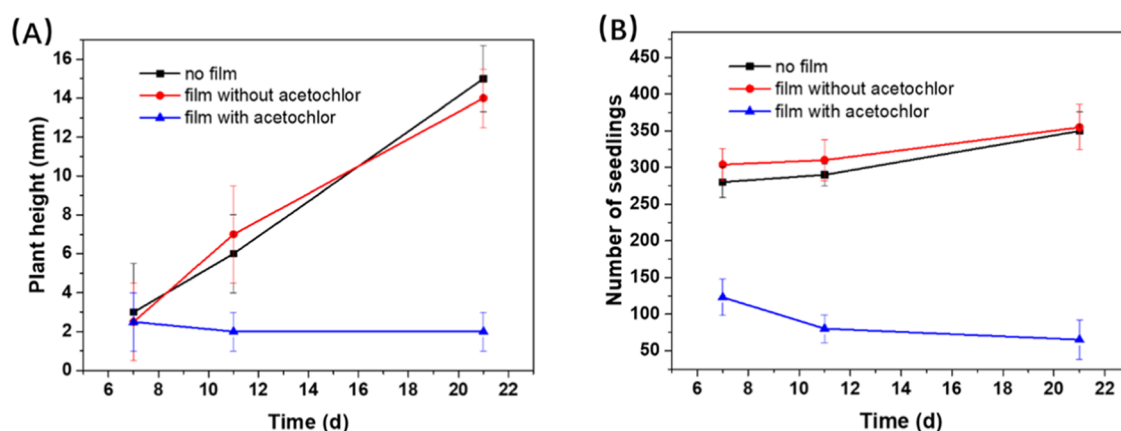 (A)
no film
film without acetochlor
film with acetochlor
Plant height (mm)
16
14
12
10
8
6
4
2
0
6 8 10 12 14 16 18 20 22
Time (d)
(B)
no film
film without acetochlor
film with acetochlor
Number of seedlings
450
400
350
300
250
200
150
100
50
6 8 10 12 14 16 18 20 22
Time (d)